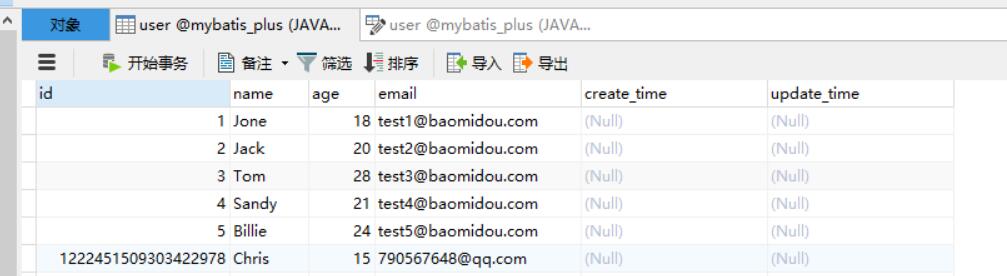 对象 user @mybatis_plus (JAVA... user @mybatis_plus (JAVA...
开始事务 备注 筛选 排序 导入 导出
id name age email create_time update_time
1 Jone 18 test1@baomidou.com (Null) (Null)
2 Jack 20 test2@baomidou.com (Null) (Null)
3 Tom 28 test3@baomidou.com (Null) (Null)
4 Sandy 21 test4@baomidou.com (Null) (Null)
5 Billie 24 test5@baomidou.com (Null) (Null)
1222451509303422978 Chris 15 790567648@qq.com (Null) (Null)